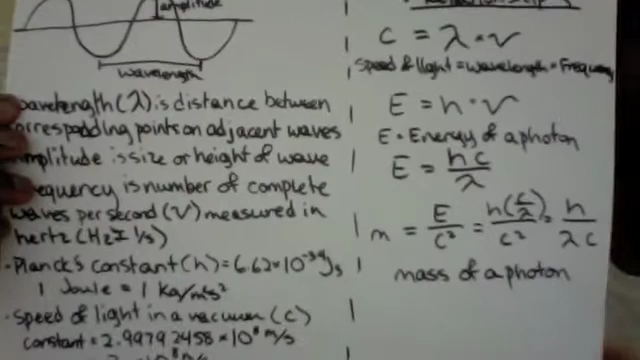 amplitude
wavelength
wavelength (λ) is distance between
corresponding points on adjacent waves
amplitude is size or height of wave
frequency is number of complete
waves per second (ν) measured in
hertz (Hz = 1/s)
• Planck's constant (h) = 6.62 × 10⁻³⁴ Js
1 Joule = 1 kg/m²s²
• Speed of light in a vacuum (c)
constant = 2.99792458 × 10⁸ m/s
c = λ • ν
Speed of light = wavelength • Frequency
E = h • ν
E = Energy of a photon
E = hc/λ
m = E/c² = h(c/λ)/c² = h/λc
mass of a photon